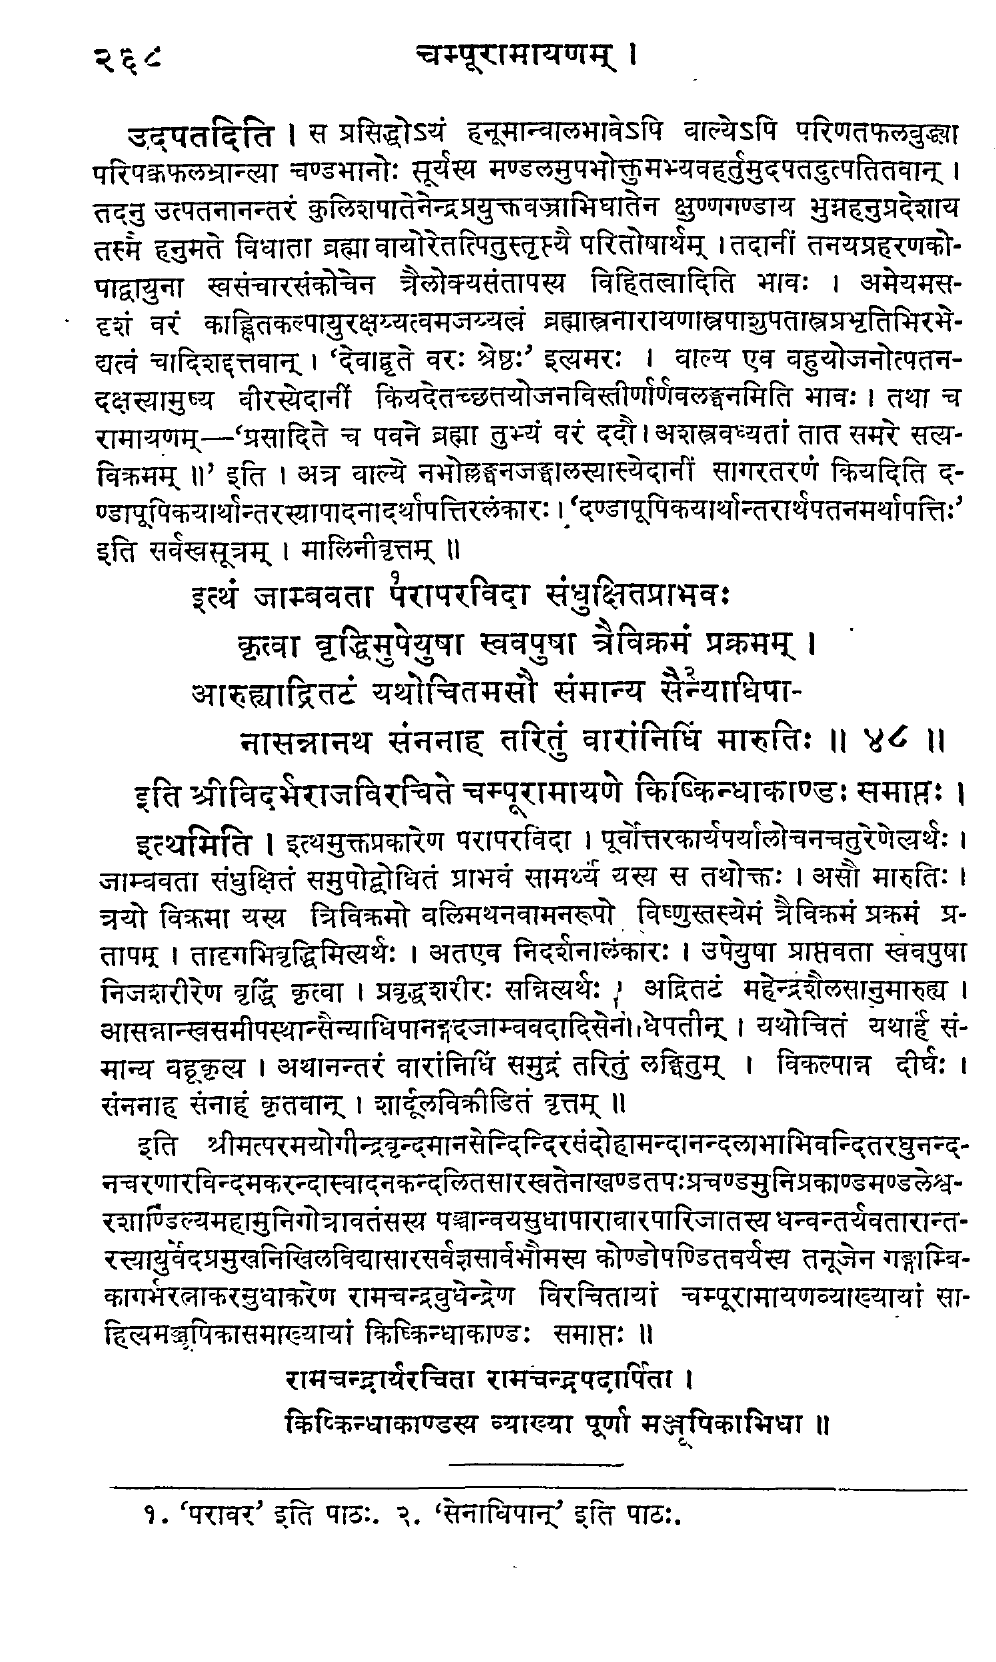 २६८ चम्पूरामायणम् ।
उदपतदिति । स प्रसिद्धोऽयं हनूमान्बालभावेऽपि बाल्येऽपि परिणतफलबुद्ध्या
परिपक्वफलभ्रान्त्या चण्डभानोः सूर्यस्य मण्डलमुपभोक्तुमभ्यवहर्तुमुदपतदुत्पतितवान् ।
तदनु उत्पतनानन्तरं कुलिशपातेनेन्द्रप्रयुक्तवज्राभिघातेन क्षुण्णगण्डाय भुग्नहनुप्रदेशाय
तस्मै हनुमते विधाता ब्रह्मा वायोरेतत्पितुस्तृप्त्यै परितोषार्थम् । तदानीं तनयप्रहरणको-
पाद्वायुना स्वसंचारसंकोचेन त्रैलोक्यसंतापस्य विहितत्वादिति भावः । अमेयमस-
दृशं वरं काङ्क्षितकल्पायुरक्षय्यत्वमजय्यत्वं ब्रह्मास्त्रनारायणास्त्रपाशुपतास्त्रप्रभृतिभिरभे-
द्यत्वं चादिशद्दत्तवान् । ‘देवाद्वृते वरः श्रेष्ठः’ इत्यमरः । बाल्य एव बहुयोजनोत्पतन-
दक्षस्यामुष्य वीरस्येदानीं कियदेतच्छतयोजनविस्तीर्णार्णवलङ्घनमिति भावः । तथा च
रामायणम्—‘प्रसादिते च पवने ब्रह्मा तुभ्यं वरं ददौ । अशस्त्रवध्यतां तात समरे सत्य-
विक्रमम् ॥’ इति । अत्र बाल्ये नभोल्लङ्घनजङ्घालस्यास्येदानीं सागरतरणं कियदिति द-
ण्डापूपिकयार्थान्तरस्यापादनादर्थापत्तिरलंकारः । ‘दण्डापूपिकयार्थान्तरार्थपतनमर्थापत्तिः’
इति सर्वस्वसूत्रम् । मालिनीवृत्तम् ॥
इत्थं जाम्बवता पराँपरविदा संधुक्षितप्राभवः
कृत्वा वृद्धिमुपेयुषा स्ववपुषा त्रैविक्रमं प्रक्रमम् ।
आरुह्याद्रितटं यथोचितमसौ संमान्य सैन्याधिपा-
नासन्नानथ संननाह तरितुं वारांनिधिं मारुतिः ॥ ४८ ॥
इति श्रीविदर्भराजविरचिते चम्पूरामायणे किष्किन्धाकाण्डः समाप्तः ।
इत्थमिति । इत्थमुक्तप्रकारेण परापरविदा । पूर्वोत्तरकार्यपर्यालोचनचतुरेणेत्यर्थः ।
जाम्बवता संधुक्षितं समुपोद्बोधितं प्राभवं सामर्थ्यं यस्य स तथोक्तः । असौ मारुतिः ।
त्रयो विक्रमा यस्य त्रिविक्रमो बलिमथनवामनरूपो विष्णुस्तस्येमं त्रैविक्रमं प्रक्रमं प्र-
तापम् । तादृगभिवृद्धिमित्यर्थः । अतएव निदर्शनालंकारः । उपेयुषा प्राप्तवता स्ववपुषा
निजशरीरेण वृद्धिं कृत्वा । प्रवृद्धशरीरः सन्नित्यर्थः । अद्रितटं महेन्द्रशैलसानुमारुह्य ।
आसन्नान्स्वसमीपस्थान्सैन्याधिपानङ्गदजाम्बवदादिसेनाधिपतीन् । यथोचितं यथार्हं सं-
मान्य बहूकृत्य । अथानन्तरं वारांनिधिं समुद्रं तरितुं लङ्घितुम् । विकल्पान्न दीर्घः ।
संननाह संनाहं कृतवान् । शार्दूलविक्रीडितं वृत्तम् ॥
इति श्रीमत्परमयोगीन्द्रवृन्दमानसेन्दिन्दिरसंदोहामन्दानन्दलाभाभिवन्दितरघुनन्द-
नचरणारविन्दमकरन्दास्वादनकन्दलितसारस्वतेनाखण्डतपःप्रचण्डमुनिप्रकाण्डमण्डलेश्व-
रशाण्डिल्यमहामुनिगोत्रावतंसस्य पञ्चान्वयसुधापारावारपारिजातस्य धन्वन्तर्यवतारान्त-
रस्यायुर्वेदप्रमुखनिखिलविद्यासारसर्वज्ञसार्वभौमस्य कोण्डोपण्डितवर्यस्य तनूजेन गङ्गाम्बि-
कागर्भरत्नाकरसुधाकरेण रामचन्द्रबुधेन्द्रेण विरचितायां चम्पूरामायणव्याख्यायां सा-
हित्यमञ्जूषिकासमाख्यायां किष्किन्धाकाण्डः समाप्तः ॥
रामचन्द्रार्यरचिता रामचन्द्रपदार्पिता ।
किष्किन्धाकाण्डस्य व्याख्या पूर्णा मञ्जूषिकाभिधा ॥
१. ‘परावर’ इति पाठः. २. ‘सेनाधिपान्’ इति पाठः.